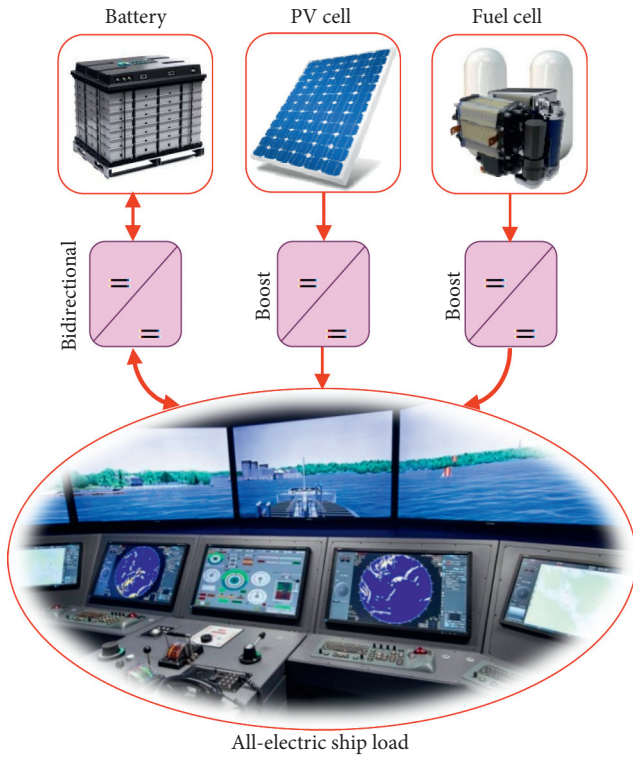 Battery
PV cell
Fuel cell
Bidirectional
Boost
Boost
All-electric ship load